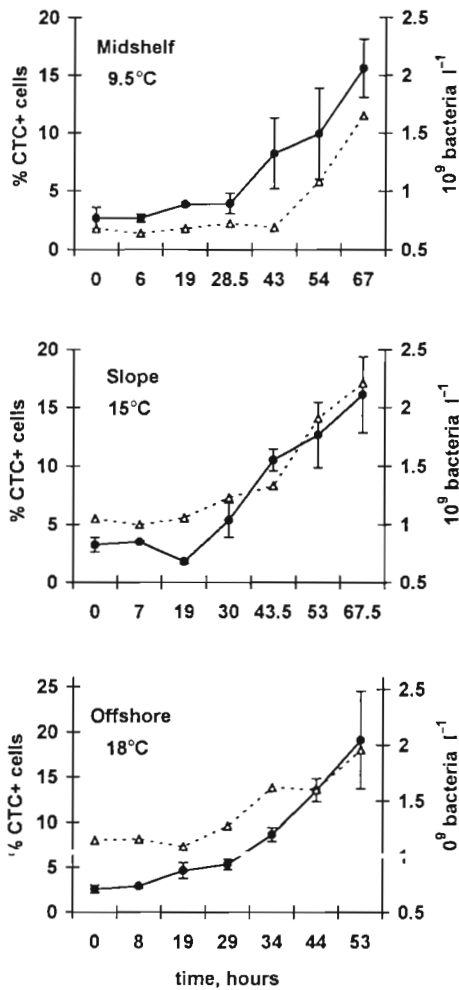 Midshelf
9.5°C
% CTC+ cells
20
15
10
5
0
2.5
2
1.5
1
0.5
10⁹ bacteria l⁻¹
0 6 19 28.5 43 54 67
Slope
15°C
% CTC+ cells
20
15
10
5
0
2.5
2
1.5
1
0.5
10⁹ bacteria l⁻¹
0 7 19 30 43.5 53 67.5
Offshore
18°C
'% CTC+ cells
25
20
15
10
5
0
2.5
2
1.5
1
0.5
0⁹ bacteria l⁻¹
0 8 19 29 34 44 53
time, hours